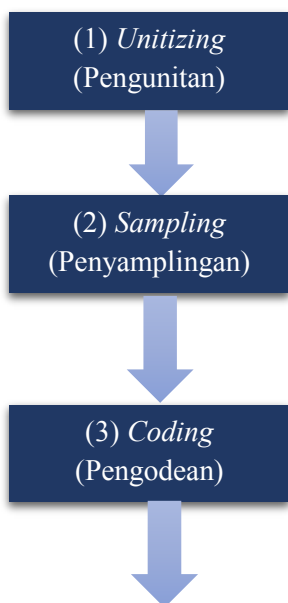 (1) Unitizing
(Pengunitan)
(2) Sampling
(Penyamplingan)
(3) Coding
(Pengodean)